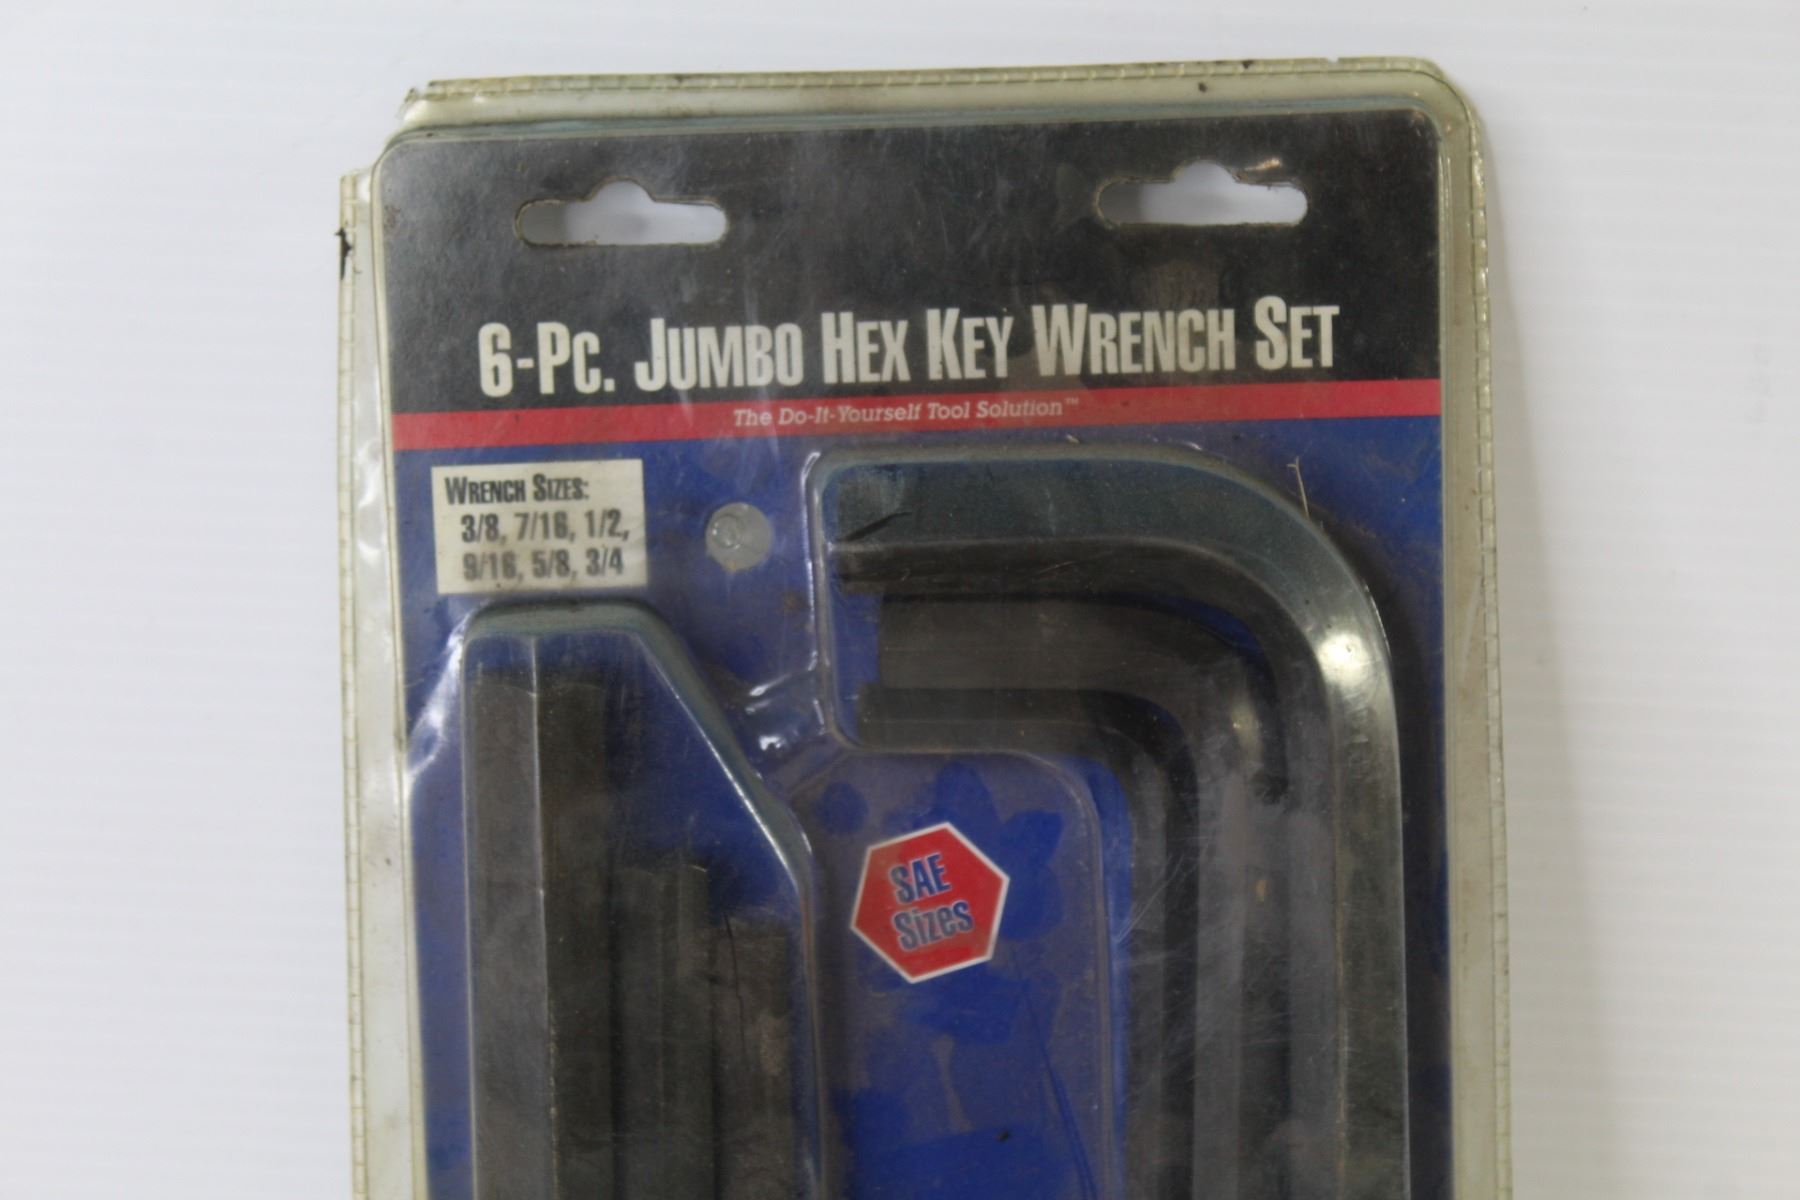 6-Pc. Jumbo Hex Key Wrench Set
The Do-It-Yourself Tool Solution™
Wrench Sizes:
3/8, 7/16, 1/2,
9/16, 5/8, 3/4
SAE
Sizes